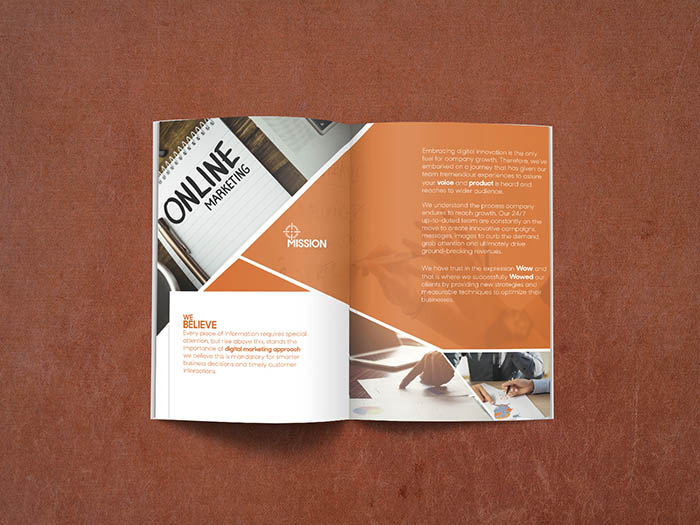 ONLINE
MARKETING
MISSION
WE
BELIEVE
Every piece of information requires special
attention, but rise above this, stands the
importance of digital marketing approach
we believe this is mandatory for smarter
business decisions and timely customer
interactions
Embracing digital innovation is the only
fuel for company growth. Therefore, we've
embarked on a journey that has given our
team tremendous experiences to assure
your voice and product is heard and
reaches to wider audience.
We understand the process company
endures to reach growth. Our 24/7
up-to-dated team are constantly on the
move to create innovative campaigns,
messages, images to curb the demand,
grab attention and ultimately drive
ground-breaking revenues.
We have trust in the expression Wow and
that is where we successfully Wowed our
clients by providing new strategies and
measurable techniques to optimize their
businesses.